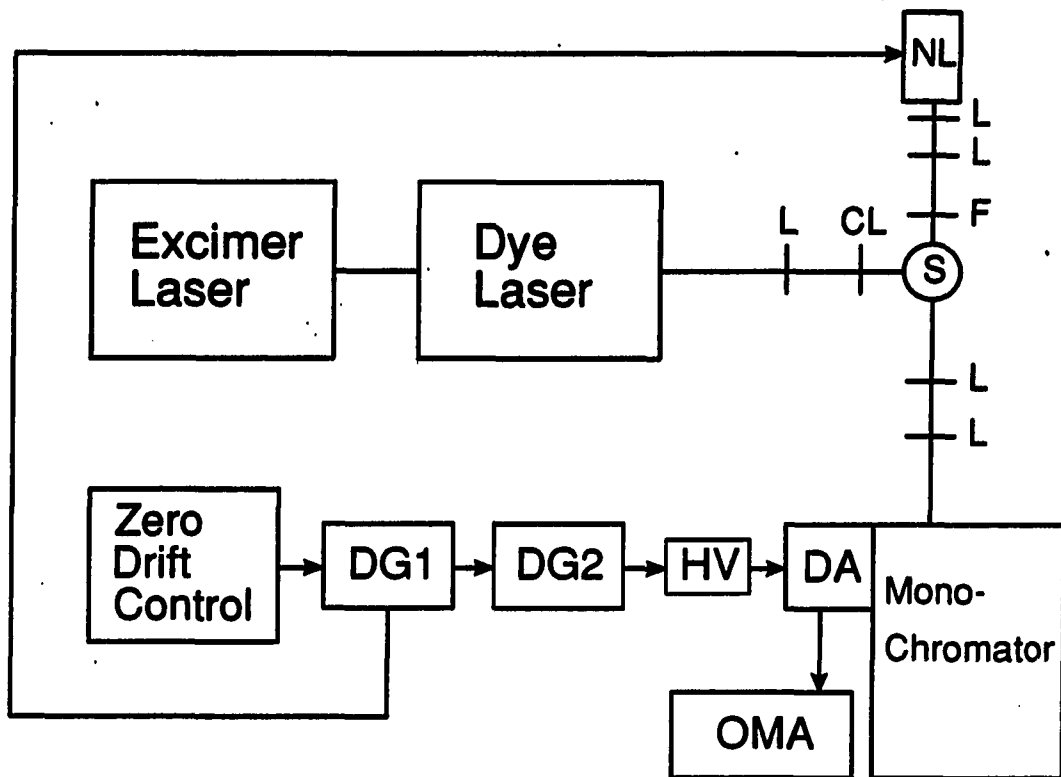 NL
L
L
F
Excimer
Laser
Dye
Laser
L
CL
S
L
L
Zero
Drift
Control
DG1
DG2
HV
DA
Mono-
Chromator
OMA